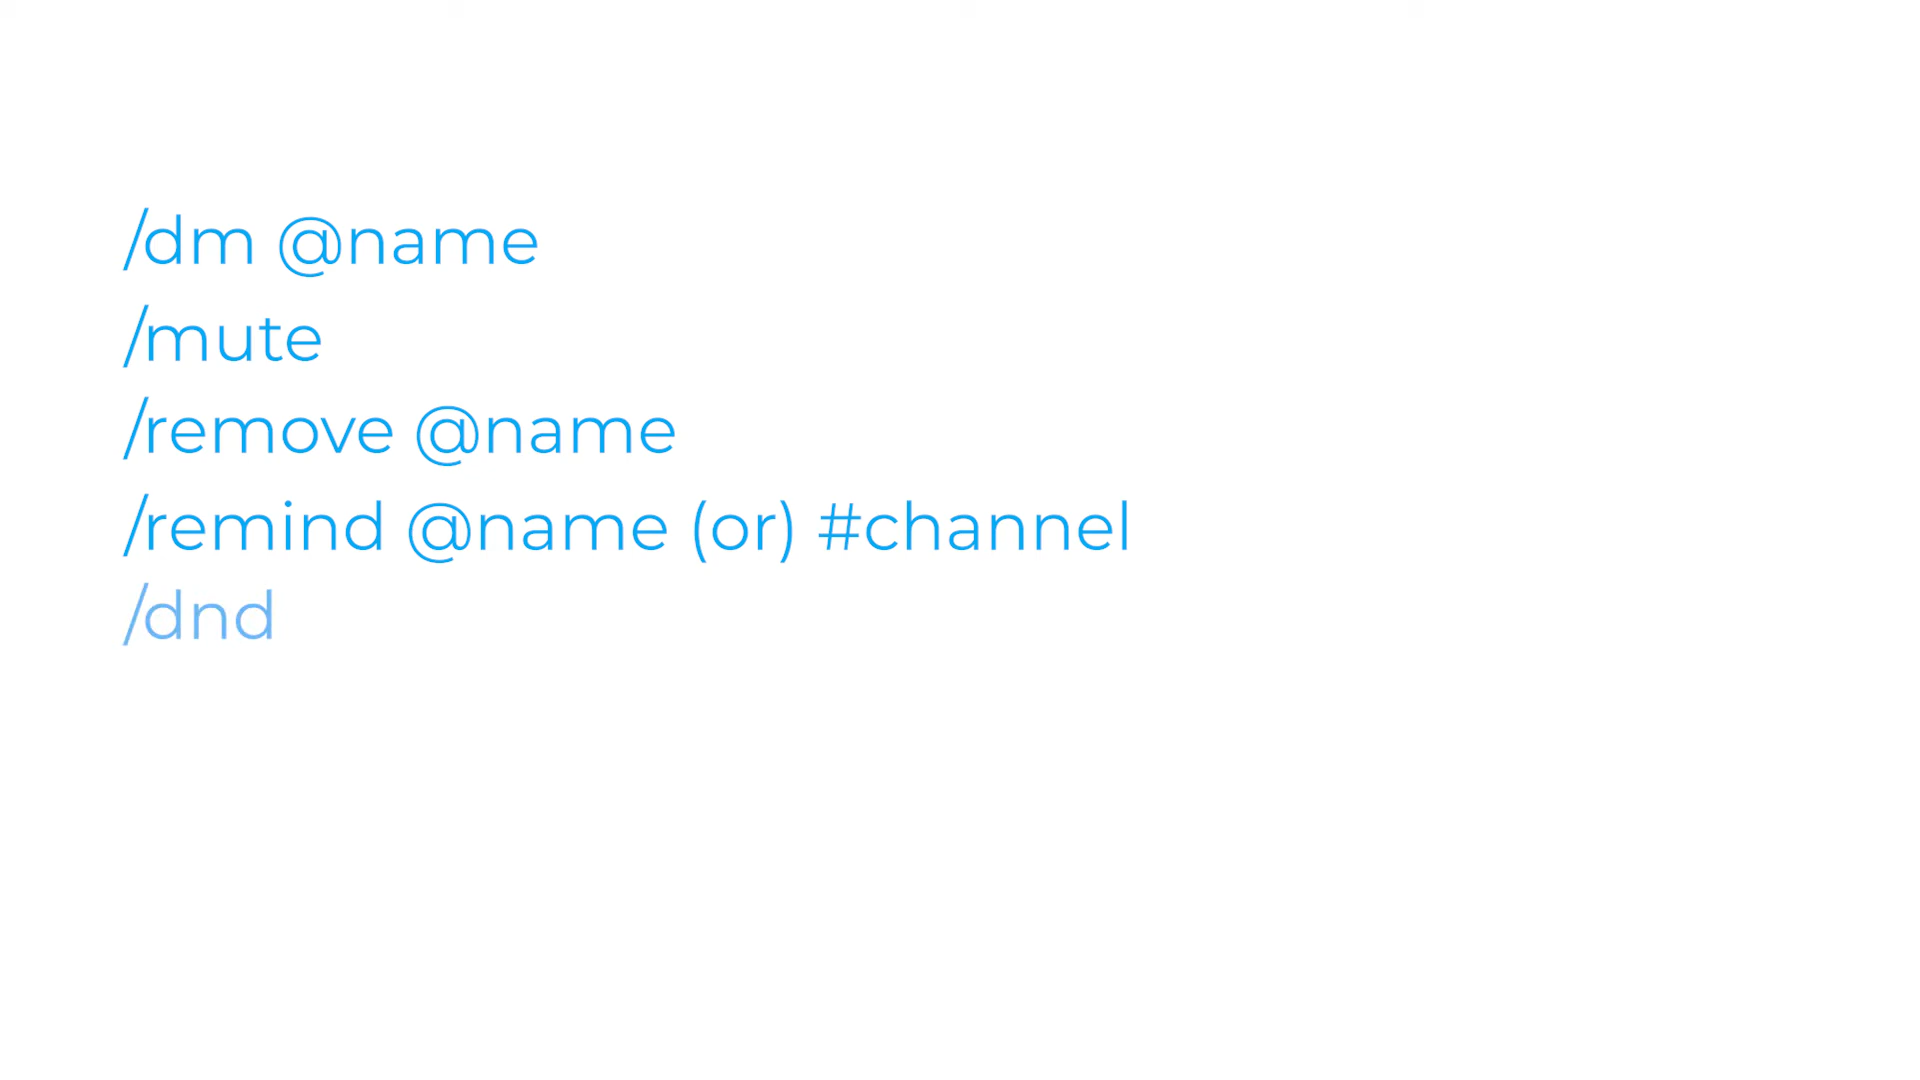 /dm @name
/mute
/remove @name
/remind @name (or) #channel
/dnd